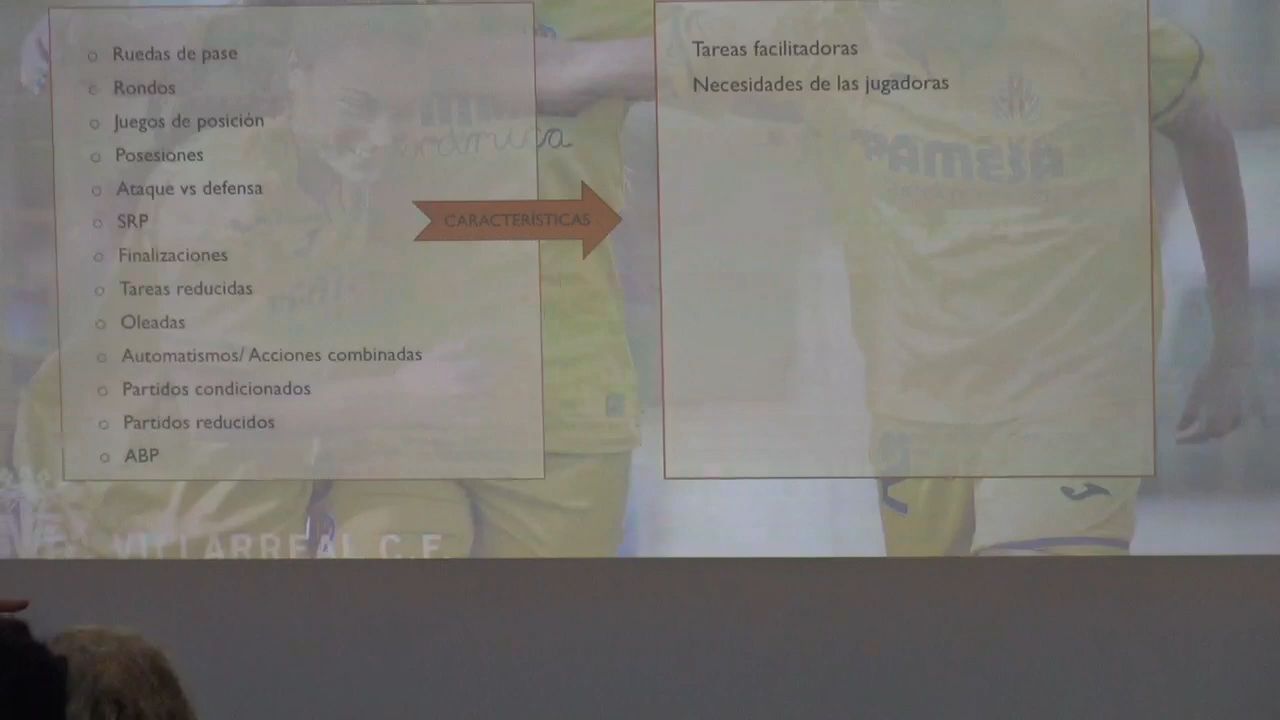 Ruedas de pase
Rondos
Juegos de posición
Posesiones
Ataque vs defensa
SRP
Finalizaciones
Tareas reducidas
Oleadas
Automatismos/ Acciones combinadas
Partidos condicionados
Partidos reducidos
ABP
CARACTERÍSTICAS
Tareas facilitadoras
Necesidades de las jugadoras
PAMESA
VILLARREAL C.F.